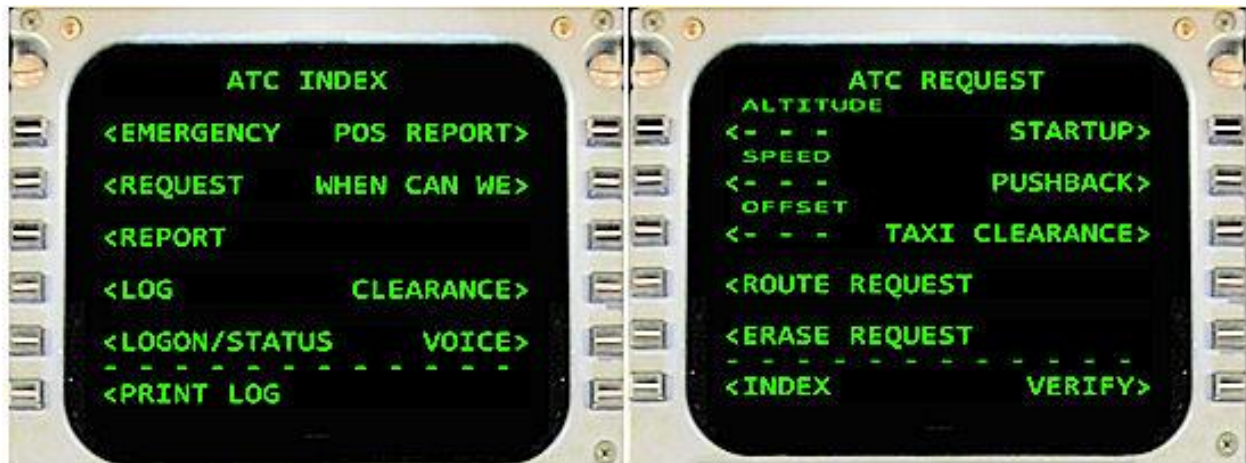 ATC INDEX
<EMERGENCY POS REPORT>
<REQUEST WHEN CAN WE>
<REPORT
<LOG CLEARANCE>
<LOGON/STATUS VOICE>
- - - - - - - - - - - - - - -
<PRINT LOG
ATC REQUEST
ALTITUDE
<- - - STARTUP>
SPEED
<- - - PUSHBACK>
OFFSET
<- - - TAXI CLEARANCE>
<ROUTE REQUEST
<ERASE REQUEST
- - - - - - - - - - - - - - -
<INDEX VERIFY>